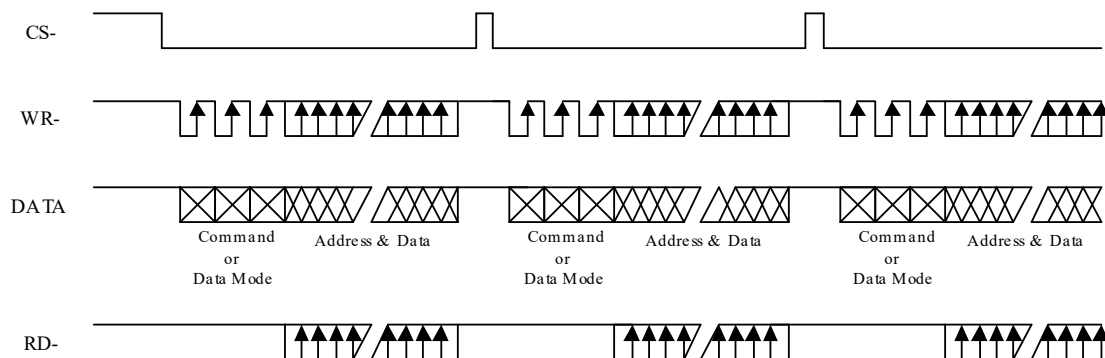 CS-
WR-
DATA
Command
or
Data Mode
Address & Data
Command
or
Data Mode
Address & Data
Command
or
Data Mode
Address & Data
RD-